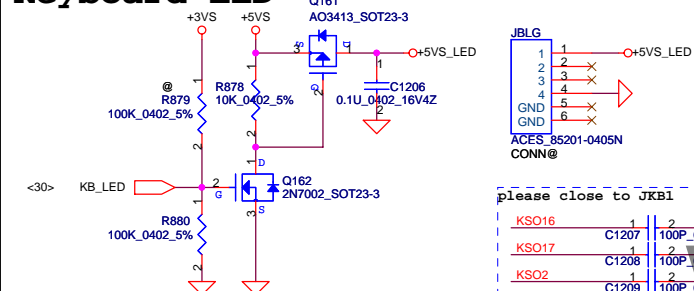 Keyboard LED
+3VS
+5VS
Q161
AO3413_SOT23-3
3
S
D
1
+5VS_LED
G
2
@
1
R879
100K_0402_5%
2
1
R878
10K_0402_5%
2
1
C1206
0.1U_0402_16V4Z
2
<30>
KB_LED
2
G
1
D
Q162
2N7002_SOT23-3
S
3
1
R880
100K_0402_5%
2
JBLG
1
2
3
4
GND
GND
1
2
3
4
5
6
+5VS_LED
ACES_85201-0405N
CONN@
please close to JKB1
KSO16
1
2
C1207
100P_
KSO17
1
2
C1208
100P
KSO2
1
2
C1209
100P_